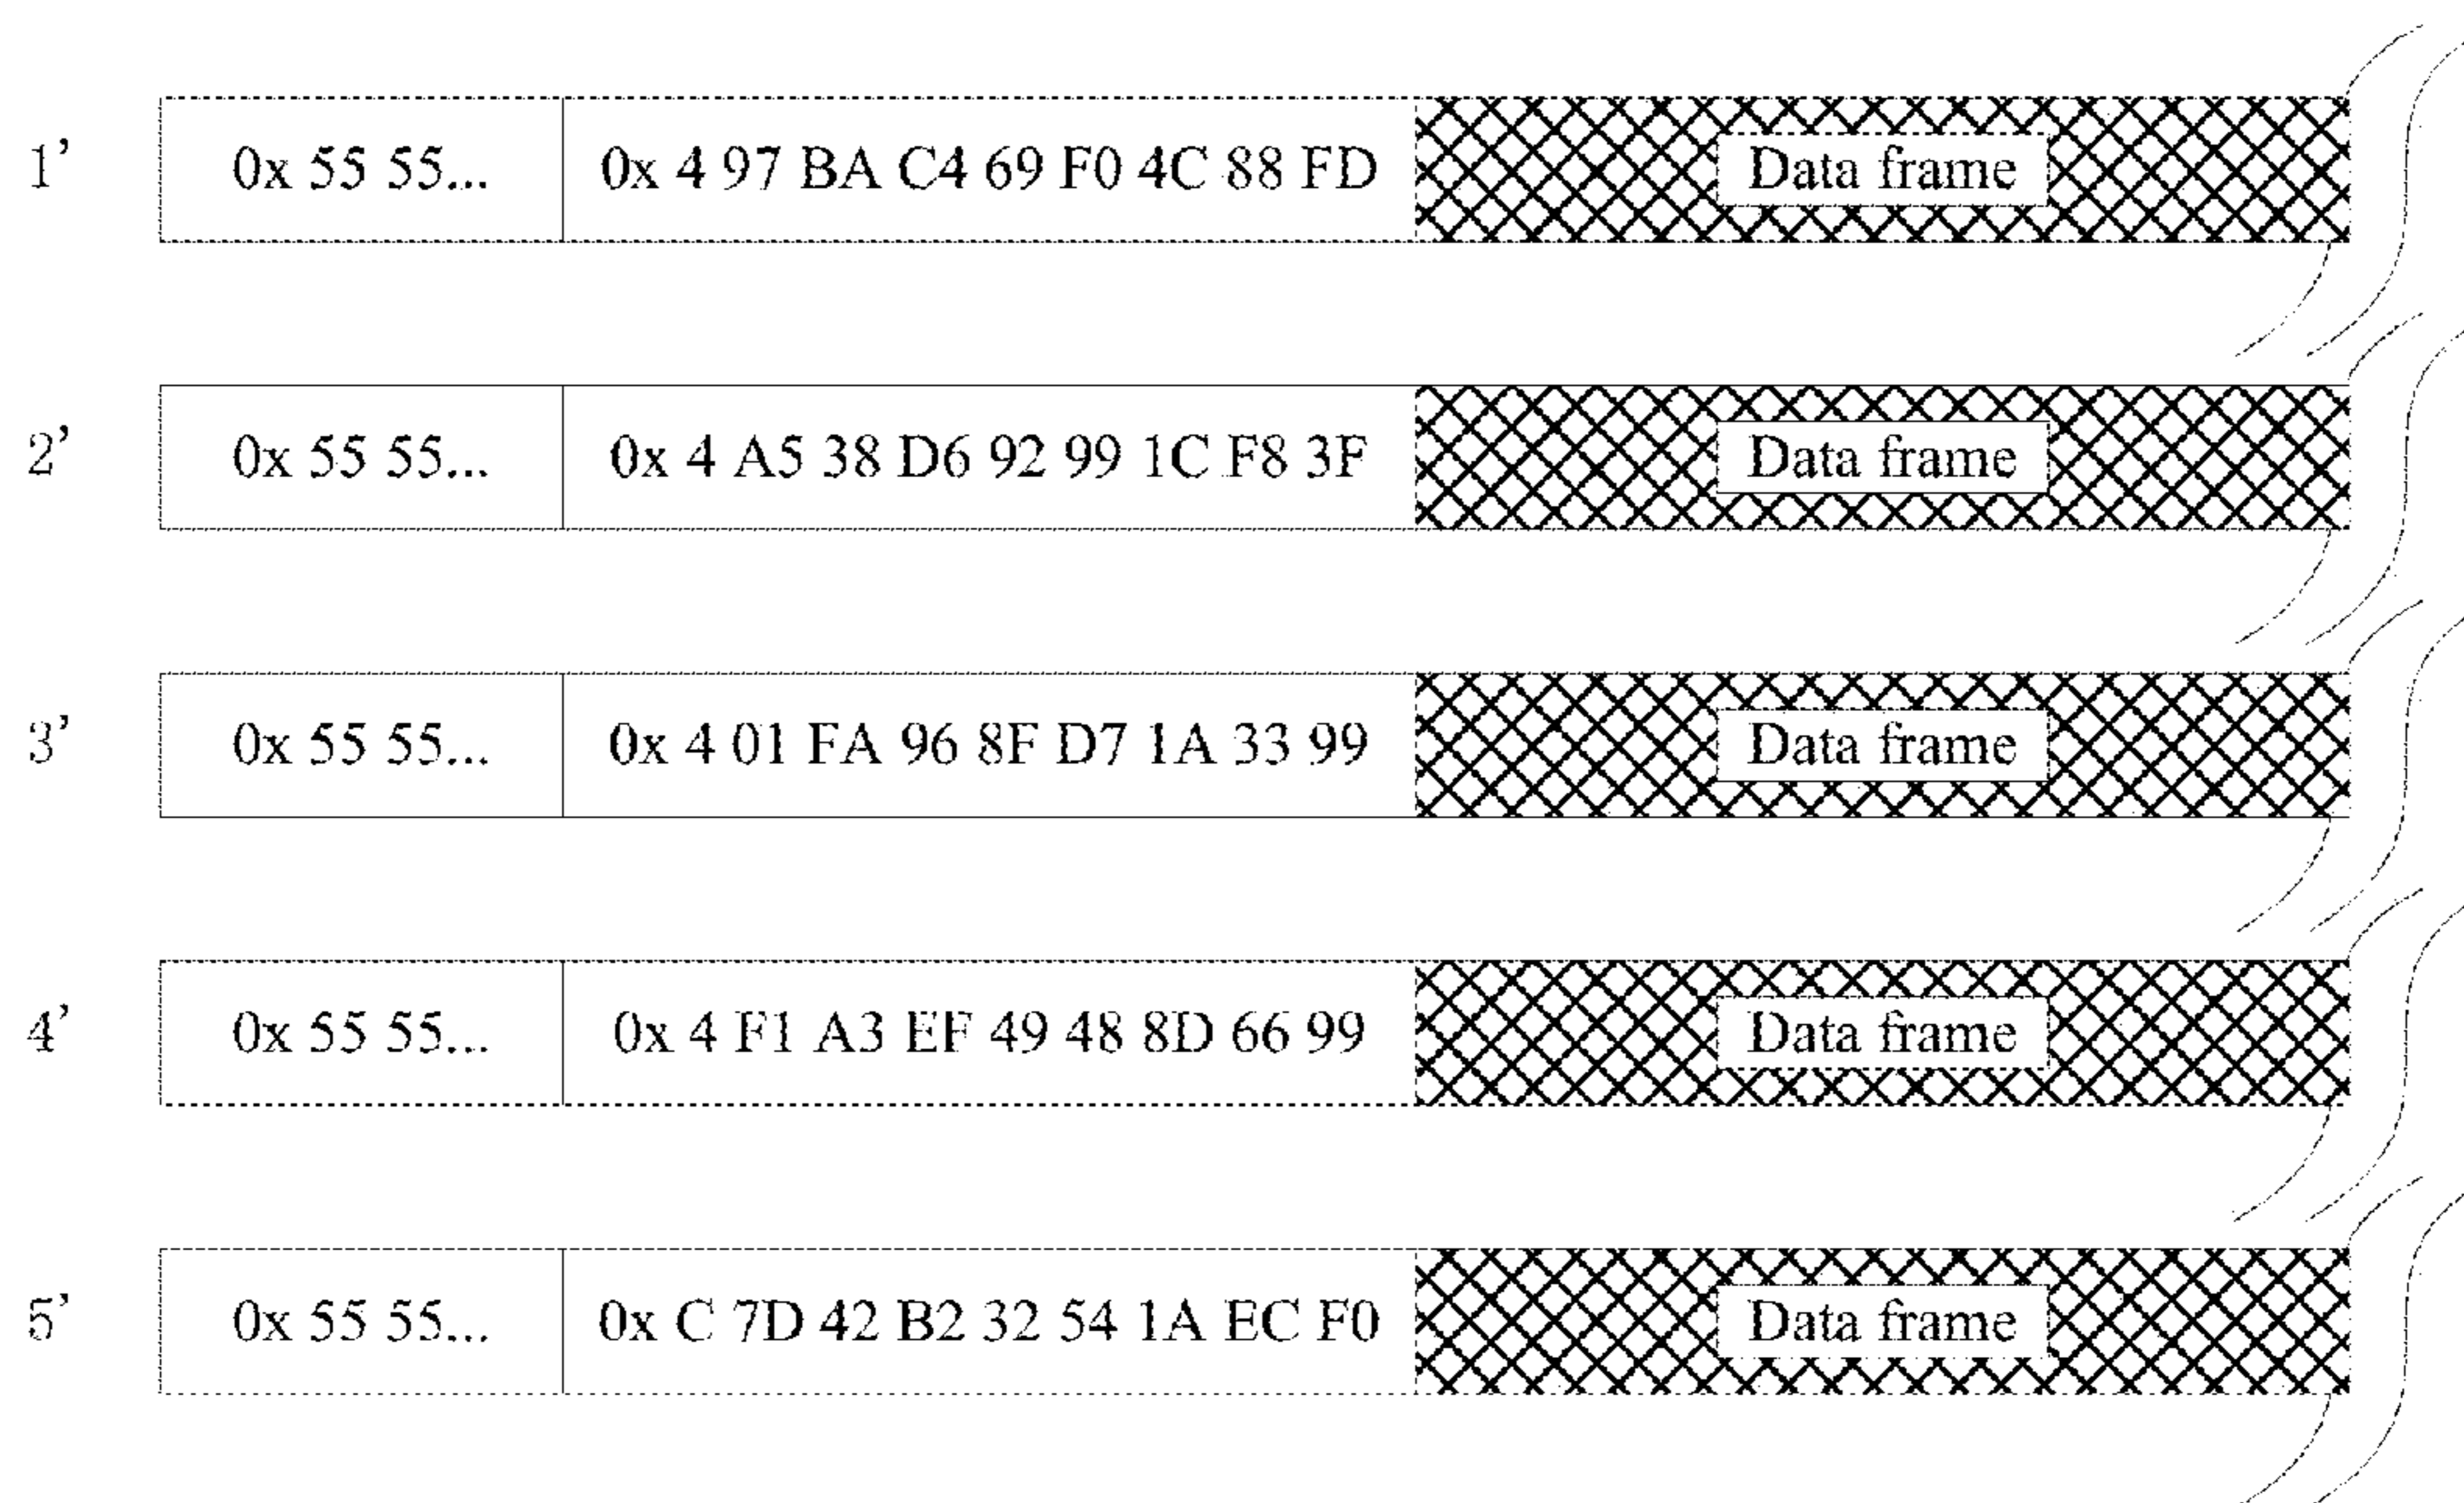 1’ 0x 55 55... 0x 4 97 BA C4 69 F0 4C 88 FD Data frame
2’ 0x 55 55... 0x 4 A5 38 D6 92 99 1C F8 3F Data frame
3’ 0x 55 55... 0x 4 01 FA 96 8F D7 1A 33 99 Data frame
4’ 0x 55 55... 0x 4 F1 A3 EF 49 48 8D 66 99 Data frame
5’ 0x 55 55... 0x C 7D 42 B2 32 54 1A EC F0 Data frame